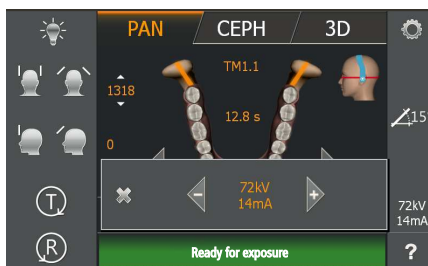 PAN
CEPH
3D
TM1.1
1318
12.8 s
15°
0
72kV
14mA
72kV
14mA
T
R
Ready for exposure
?